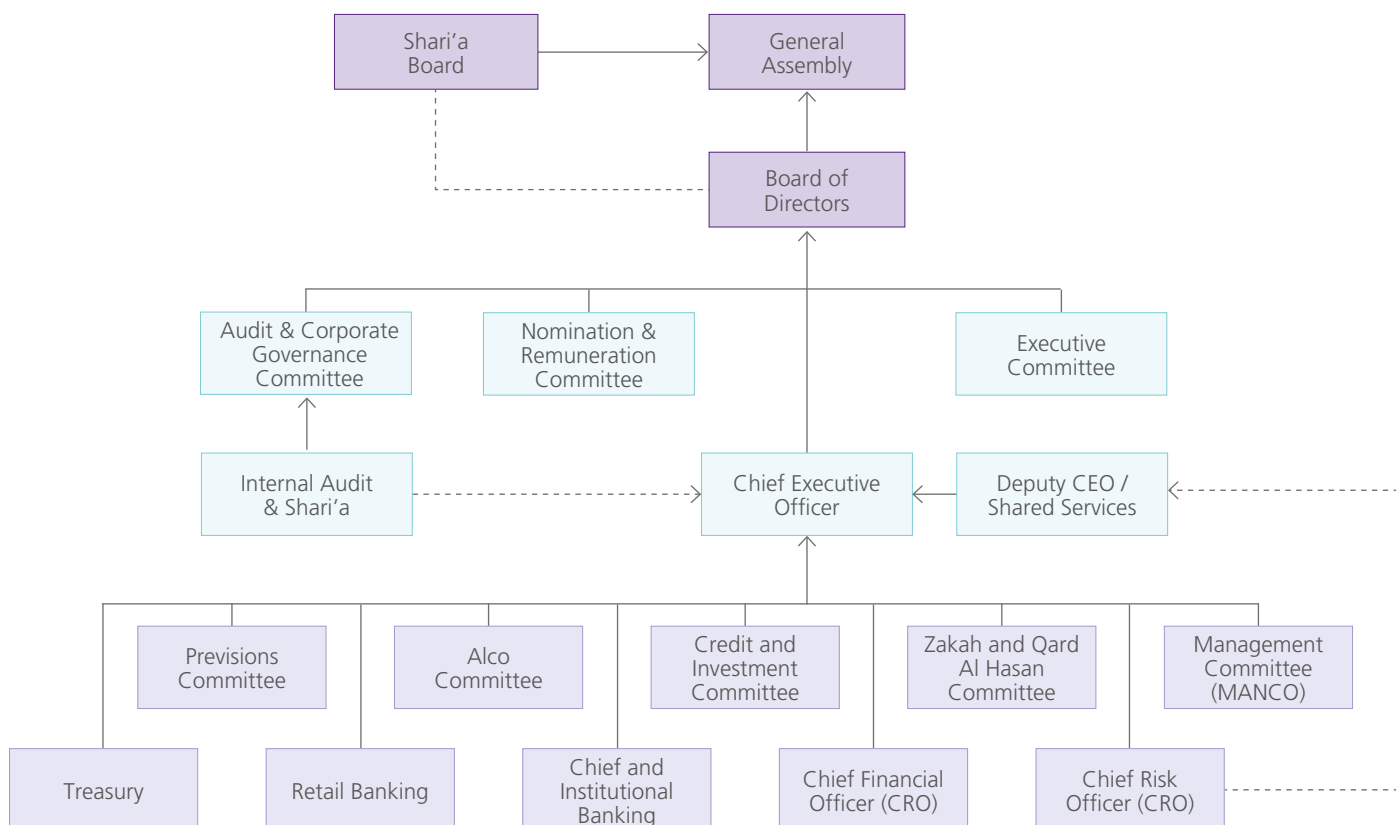 Shari'a
Board
General
Assembly
Board of
Directors
Audit & Corporate
Governance
Committee
Nomination &
Remuneration
Committee
Executive
Committee
Internal Audit
& Shari'a
Chief Executive
Officer
Deputy CEO /
Shared Services
Previsions
Committee
Alco
Committee
Credit and
Investment
Committee
Zakah and Qard
Al Hasan
Committee
Management
Committee
(MANCO)
Treasury
Retail Banking
Chief and
Institutional
Banking
Chief Financial
Officer (CRO)
Chief Risk
Officer (CRO)